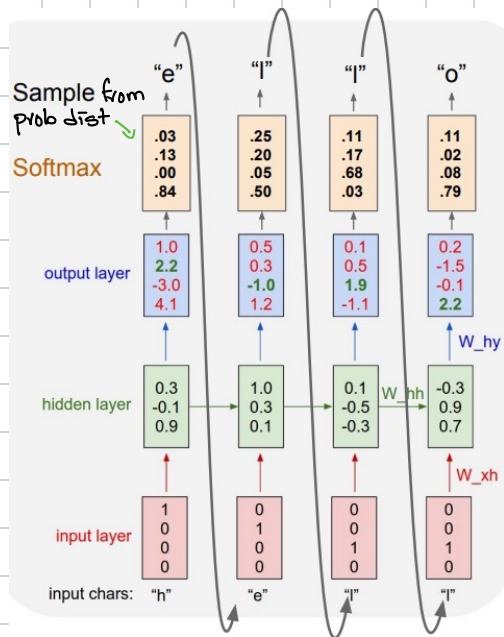 “e” “l” “l” “o”
Sample from
prob dist
Softmax
.03 .25 .11 .11
.13 .20 .17 .02
.00 .05 .68 .08
.84 .50 .03 .79
output layer
1.0 0.5 0.1 0.2
2.2 0.3 0.5 -1.5
-3.0 -1.0 1.9 -0.1
4.1 1.2 -1.1 2.2
W_hy
hidden layer
0.3 1.0 0.1 -0.3
-0.1 0.3 -0.5 0.9
0.9 0.1 -0.3 0.7
W_hh
W_xh
input layer
1 0 0 0
0 1 0 0
0 0 1 1
0 0 0 0
input chars: “h” “e” “l” “l”